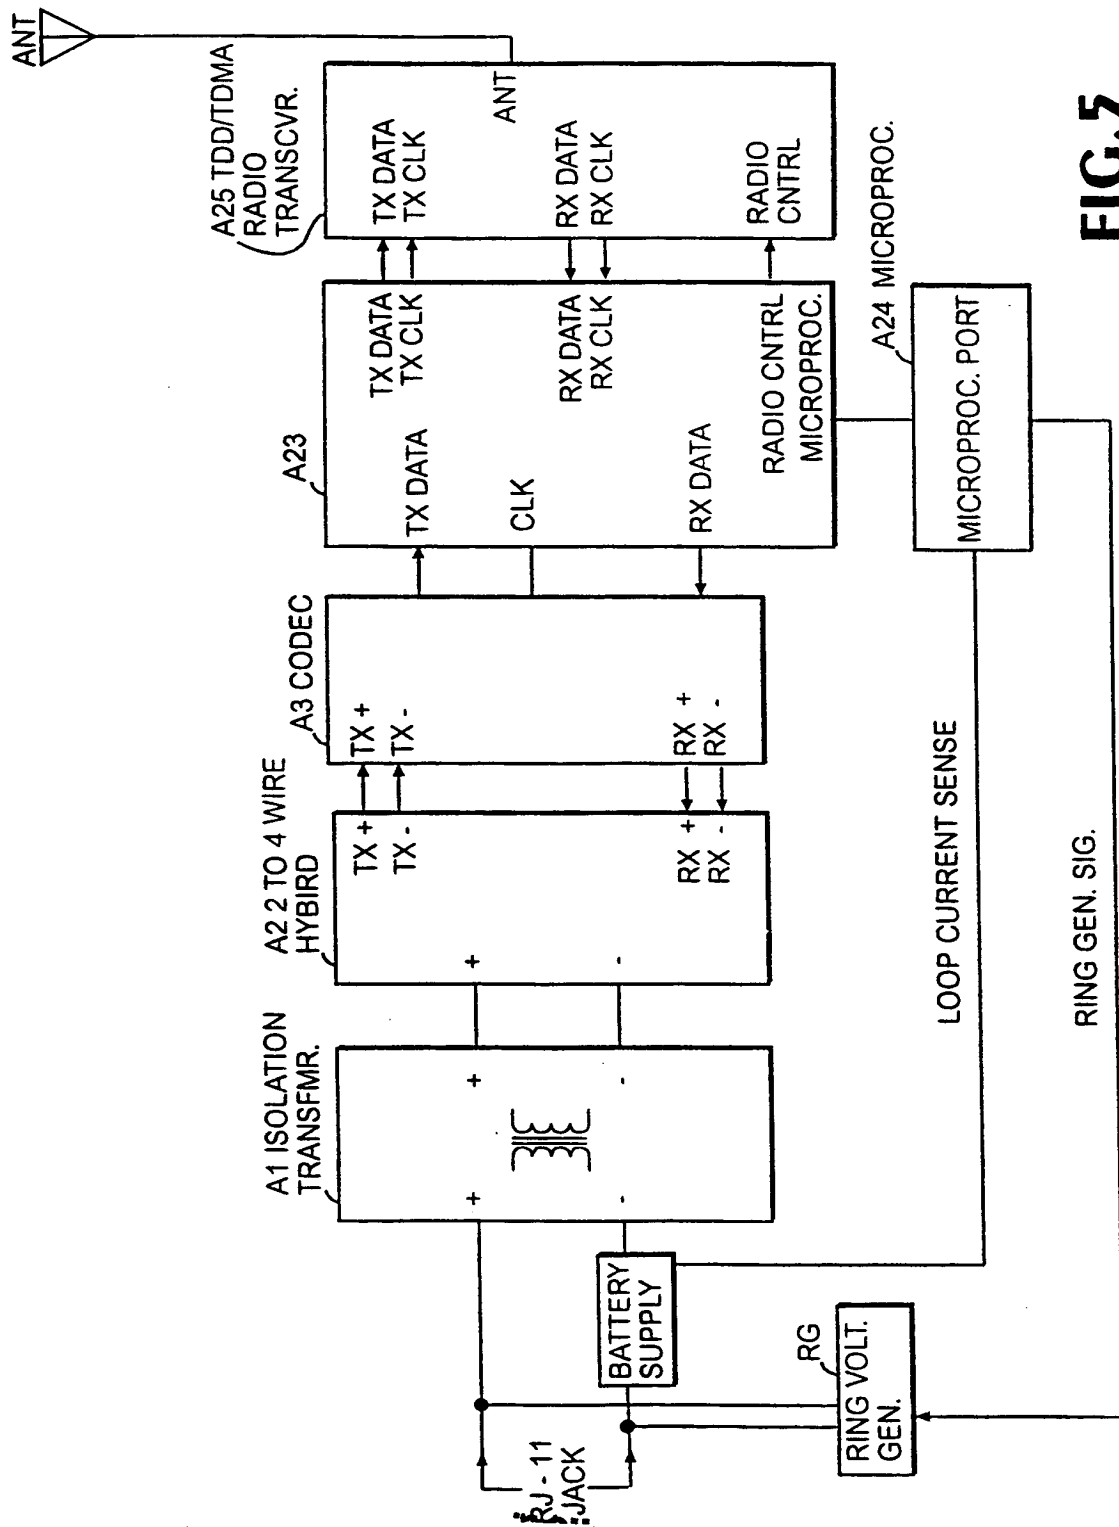 ANT
A25 TDD/TDMA
RADIO
TRANSCVR.
TX DATA
TX CLK
ANT
RX DATA
RX CLK
RADIO
CNTRL
A23
TX DATA
TX CLK
RX DATA
RX CLK
RADIO CNTRL
MICROPROC.
TX DATA
CLK
RX DATA
A24 MICROPROC.
MICROPROC. PORT
A3 CODEC
TX +
TX -
RX +
RX -
A2 2 TO 4 WIRE
HYBIRD
TX +
TX -
RX +
RX -
+
-
A1 ISOLATION
TRANSFMR.
+
-
+
-
BATTERY
SUPPLY
RJ - 11
JACK
RG
RING VOLT.
GEN.
LOOP CURRENT SENSE
RING GEN. SIG.
FIG. 5